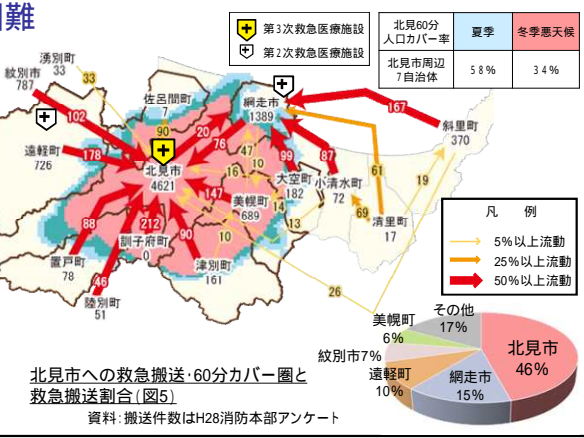 難
第3次救急医療施設
第2次救急医療施設
北見60分
人口カバー率
夏季
冬季悪天候
北見市周辺
7自治体
58%
34%
湧別町
33
紋別市
787
33
102
佐呂間町
7
90
網走市
1389
20
76
167
斜里町
370
遠軽町
726
178
北見市
4621
47
10
16
99
87
大空町
182
小清水町
72
61
19
147
美幌町
689
14
13
69
清里町
17
88
212
訓子府町
0
90
10
津別町
161
26
置戸町
78
46
陸別町
51
凡 例
5%以上流動
25%以上流動
50%以上流動
その他
17%
美幌町
6%
紋別市7%
遠軽町
10%
網走市
15%
北見市
46%
北見市への救急搬送・60分カバー圏と
救急搬送割合(図5)
資料:搬送件数はH28消防本部アンケート